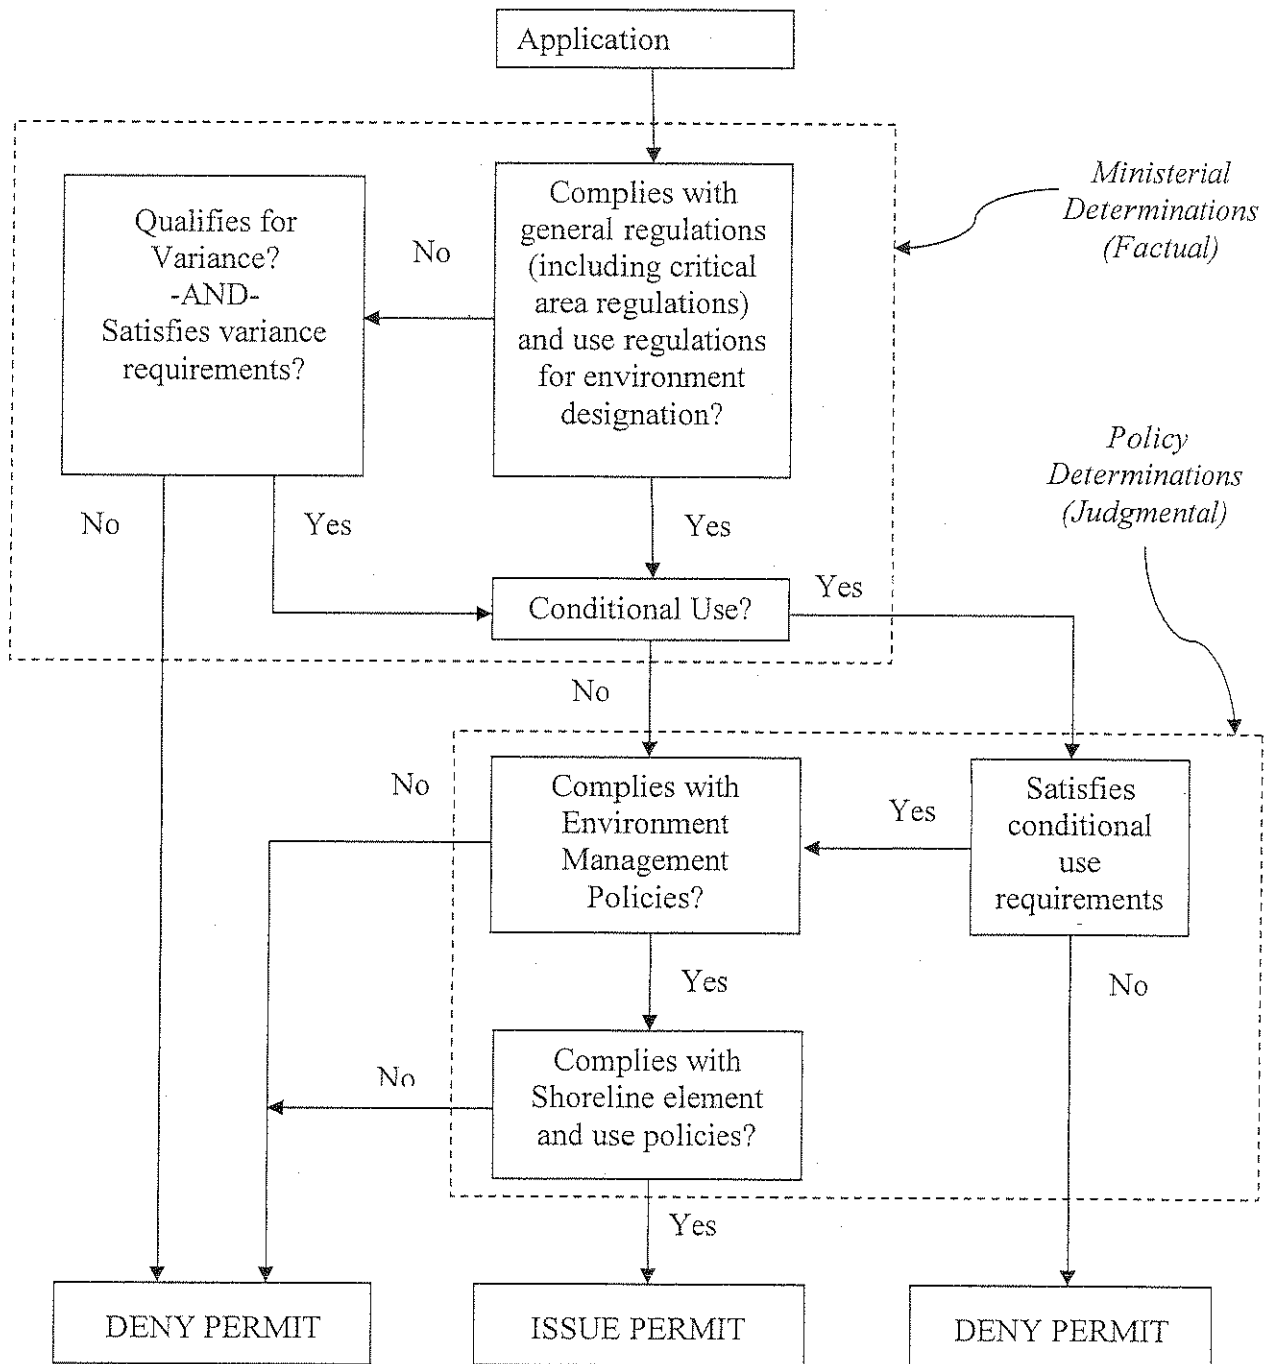 Application
Ministerial
Determinations
(Factual)
Qualifies for
Variance?
-AND-
Satisfies variance
requirements?
No
Complies with
general regulations
(including critical
area regulations)
and use regulations
for environment
designation?
Policy
Determinations
(Judgmental)
No
Yes
Yes
Conditional Use?
Yes
No
No
Complies with
Environment
Management
Policies?
Yes
Satisfies
conditional
use
requirements
Yes
No
No
Complies with
Shoreline element
and use policies?
Yes
DENY PERMIT
ISSUE PERMIT
DENY PERMIT